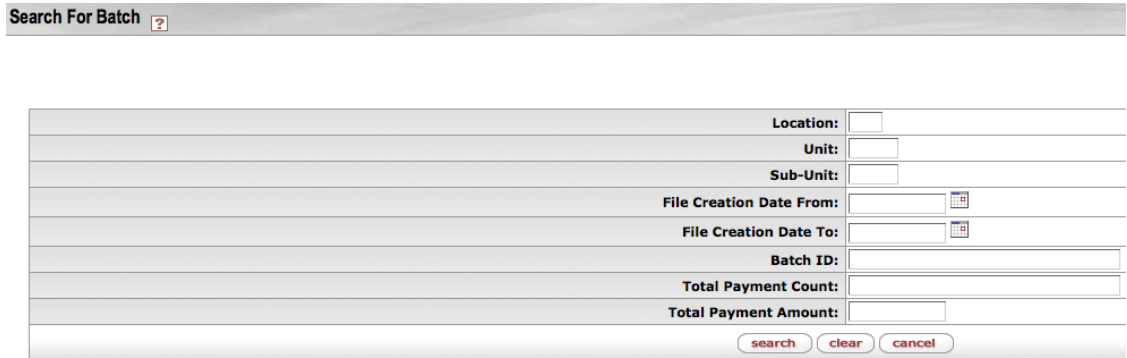 Search For Batch ?
Location:
Unit:
Sub-Unit:
File Creation Date From:
File Creation Date To:
Batch ID:
Total Payment Count:
Total Payment Amount:
search clear cancel